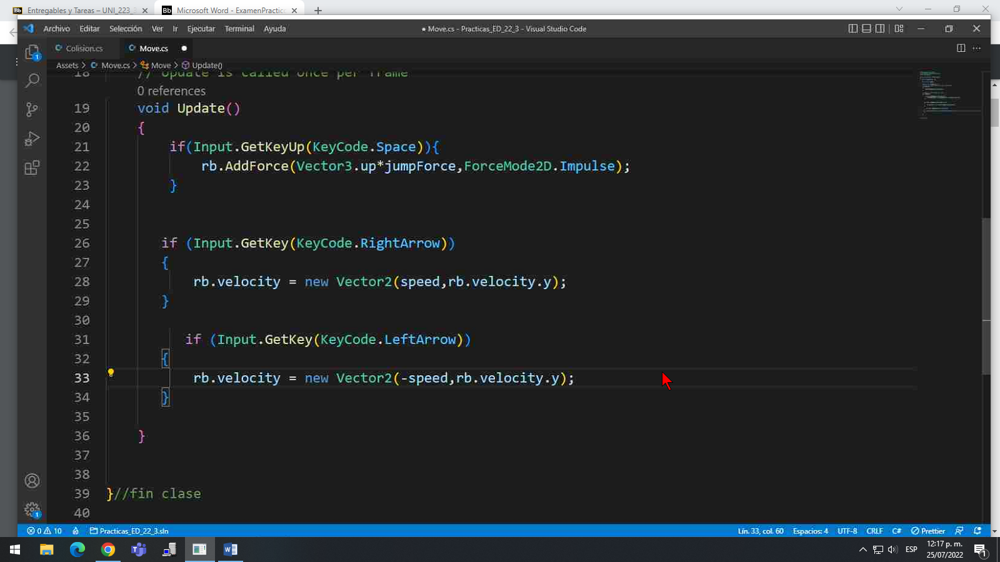 Entregables y Tareas – UNI_223_3
Microsoft Word - ExamenPractico
Archivo Editar Selección Ver Ir Ejecutar Terminal Ayuda
● Move.cs - Practicas_ED_22_3 - Visual Studio Code
Colision.cs
Move.cs
Assets > Move.cs > Move > Update()
18 // Update is called once per frame
0 references
19 void Update()
20 {
21 if(Input.GetKeyUp(KeyCode.Space)){
22 rb.AddForce(Vector3.up*jumpForce,ForceMode2D.Impulse);
23 }
24
25
26 if (Input.GetKey(KeyCode.RightArrow))
27 {
28 rb.velocity = new Vector2(speed,rb.velocity.y);
29 }
30
31 if (Input.GetKey(KeyCode.LeftArrow))
32 {
33 rb.velocity = new Vector2(-speed,rb.velocity.y);
34 }
35
36 }
37
38
39 }//fin clase
40
0 10 Practicas_ED_22_3.sln
Lín. 33, col. 60 Espacios: 4 UTF-8 CRLF C# Prettier
ESP
12:17 p. m.
25/07/2022